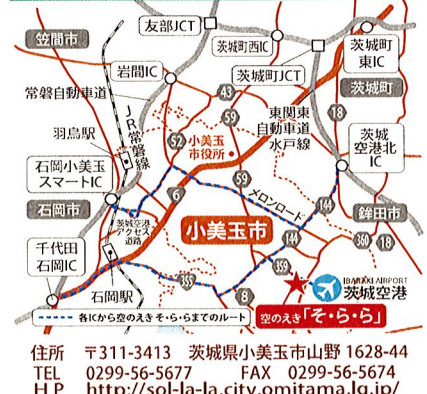 友部JCT
笠間市
茨城町西IC
茨城町
東IC
岩間IC
茨城町JCT
茨城町
常磐自動車道
43
59
18
JR常磐線
東関東
自動車道
水戸線
羽鳥駅
52
小美玉
市役所
茨城
空港北
IC
石岡小美玉
スマートIC
6
59
メロンロード
石岡市
茨城空港
アクセス
道路
小美玉市
144
鉾田市
144
360
18
千代田
石岡IC
355
359
石岡駅
8
IBARAKI AIRPORT
茨城空港
各ICから空のえき そ・ら・らまでのルート
空のえき「そ・ら・ら」
住所 〒311-3413 茨城県小美玉市山野 1628-44
TEL 0299-56-5677 FAX 0299-56-5674
HP http://sol-la-la.city.omitama.lg.jp/